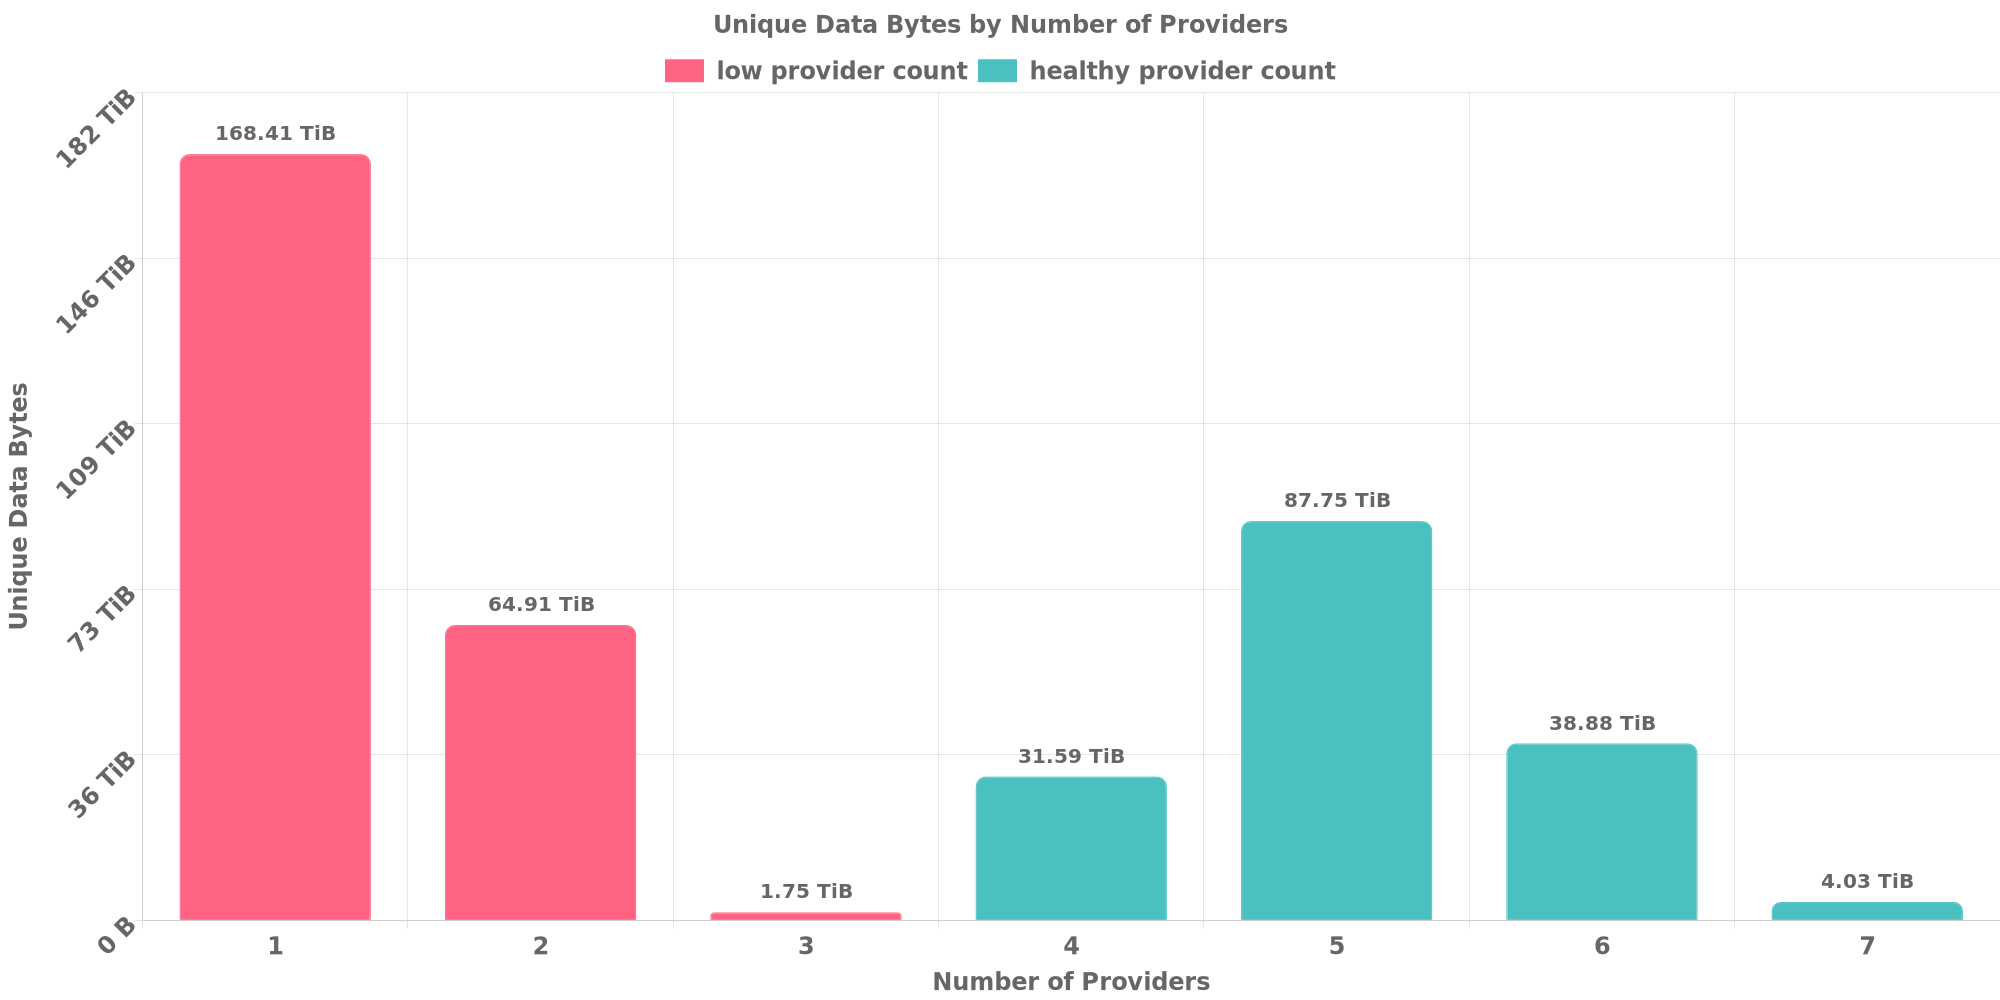 Unique Data Bytes by Number of Providers
low provider count healthy provider count
182 TiB
146 TiB
109 TiB
73 TiB
36 TiB
0 B
Unique Data Bytes
168.41 TiB
64.91 TiB
1.75 TiB
31.59 TiB
87.75 TiB
38.88 TiB
4.03 TiB
1 2 3 4 5 6 7
Number of Providers